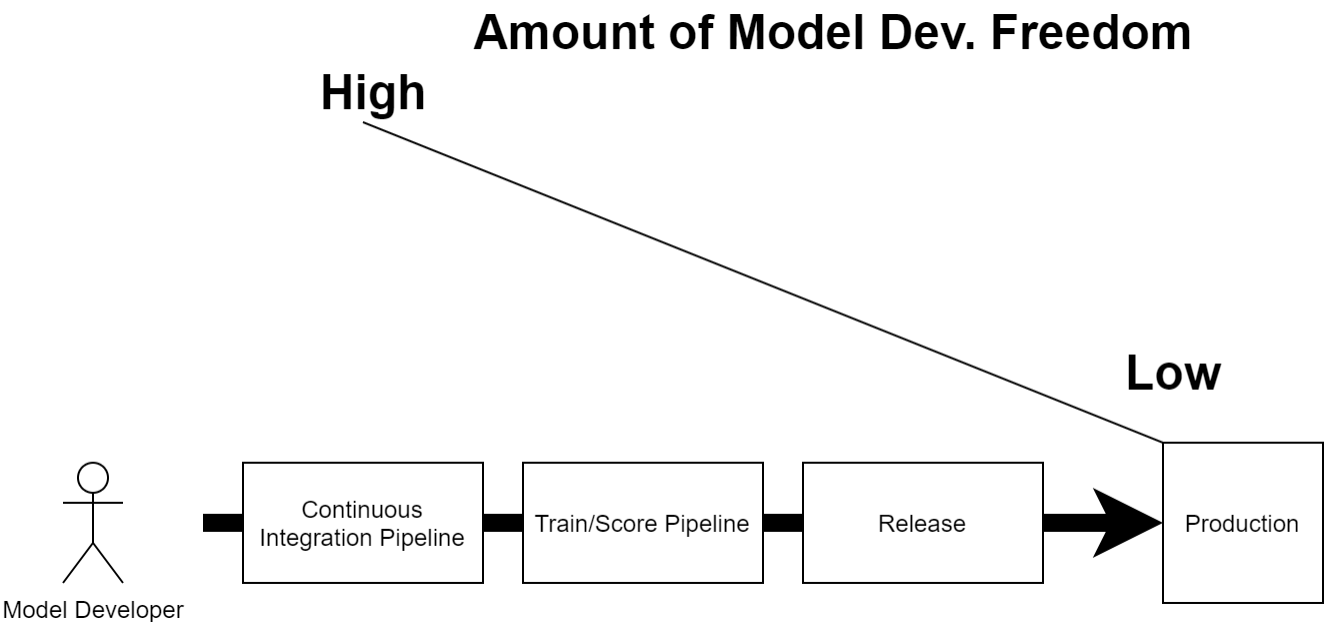 Amount of Model Dev. Freedom
High
Low
Continuous
Integration Pipeline
Train/Score Pipeline
Release
Production
Model Developer